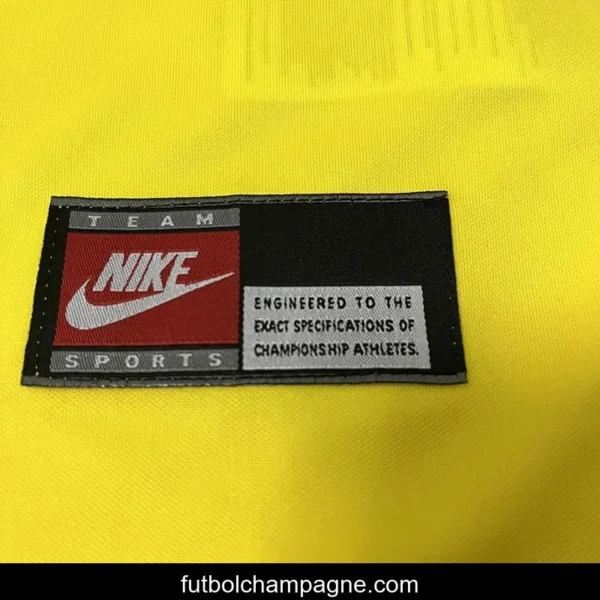 TEAM
NIKE
SPORTS
ENGINEERED TO THE
EXACT SPECIFICATIONS OF
CHAMPIONSHIP ATHLETES.
futbolchampagne.com